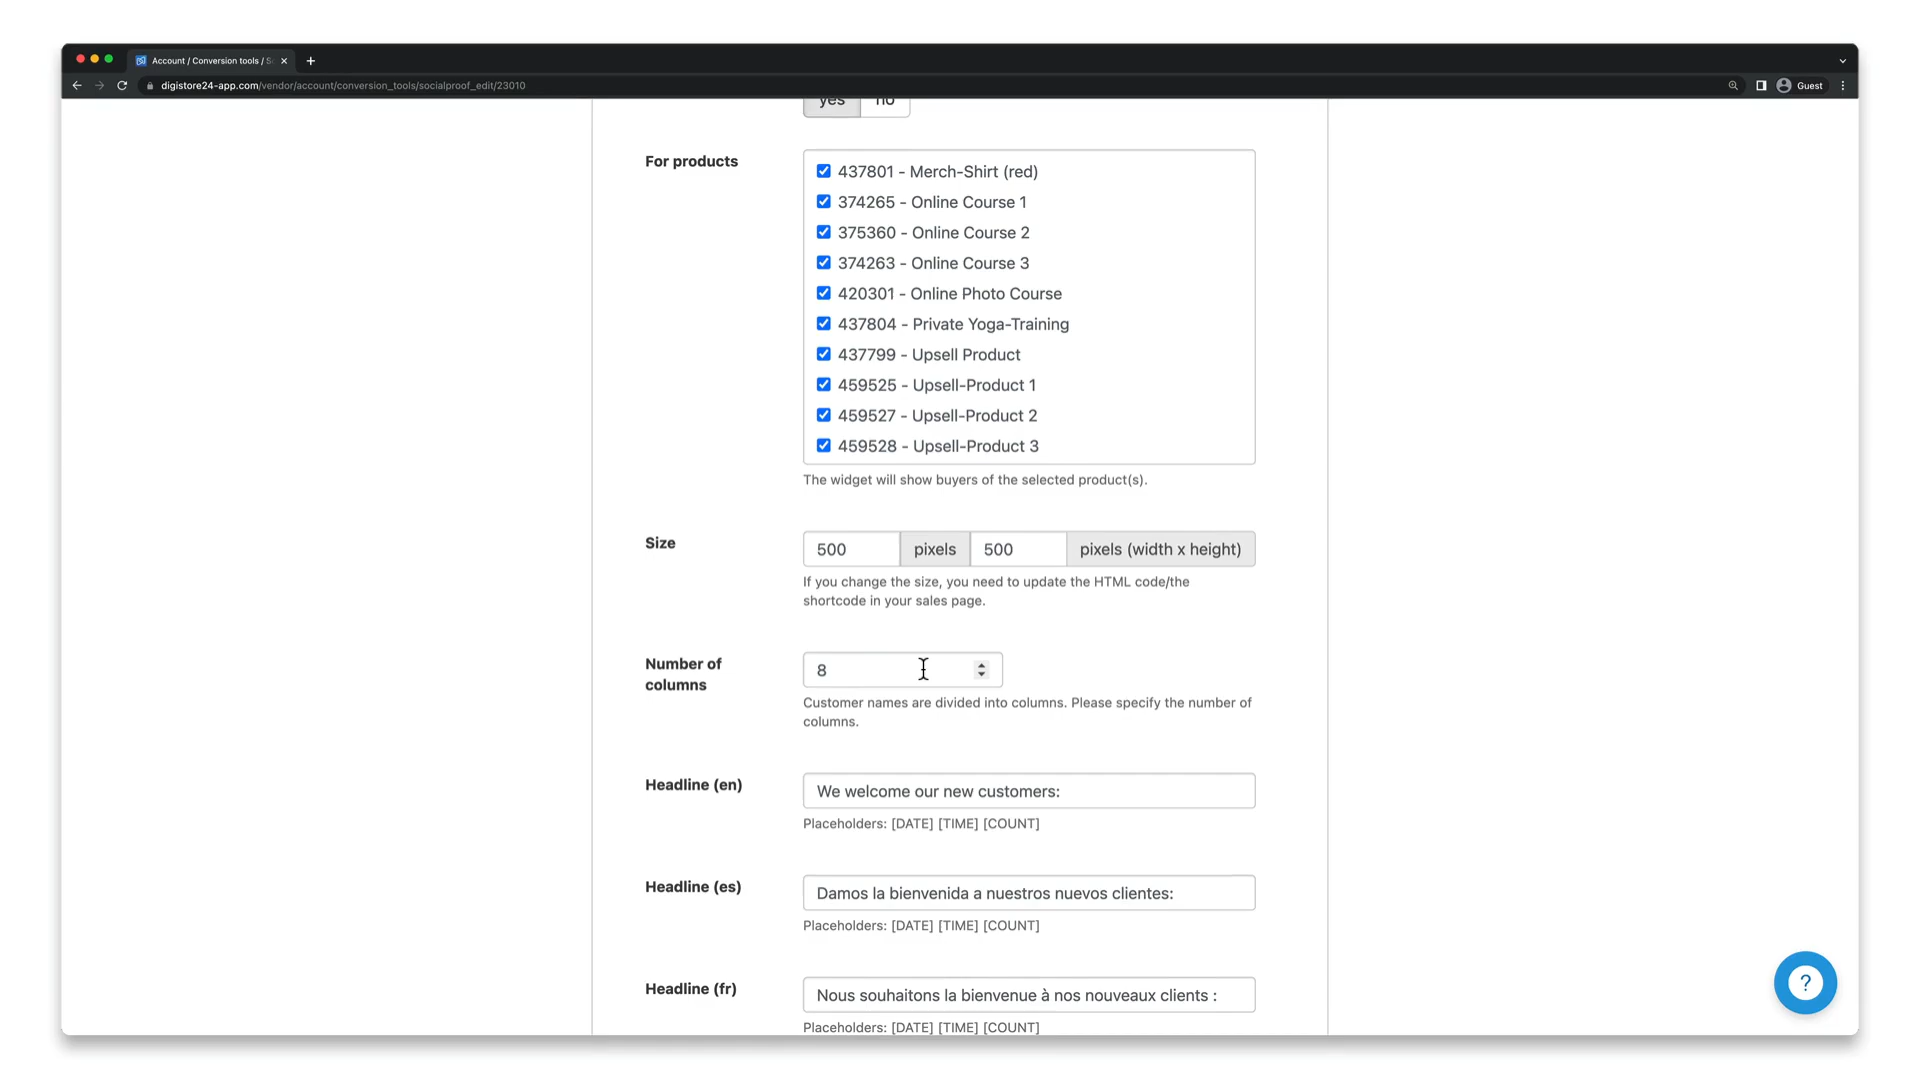 Account / Conversion tools / S
digistore24-app.com/vendor/account/conversion_tools/socialproof_edit/23010
Guest
yes no
For products
437801 - Merch-Shirt (red)
374265 - Online Course 1
375360 - Online Course 2
374263 - Online Course 3
420301 - Online Photo Course
437804 - Private Yoga-Training
437799 - Upsell Product
459525 - Upsell-Product 1
459527 - Upsell-Product 2
459528 - Upsell-Product 3
The widget will show buyers of the selected product(s).
Size
500 pixels 500 pixels (width x height)
If you change the size, you need to update the HTML code/the
shortcode in your sales page.
Number of
columns
8
Customer names are divided into columns. Please specify the number of
columns.
Headline (en)
We welcome our new customers:
Placeholders: [DATE] [TIME] [COUNT]
Headline (es)
Damos la bienvenida a nuestros nuevos clientes:
Placeholders: [DATE] [TIME] [COUNT]
Headline (fr)
Nous souhaitons la bienvenue à nos nouveaux clients :
Placeholders: [DATE] [TIME] [COUNT]
?